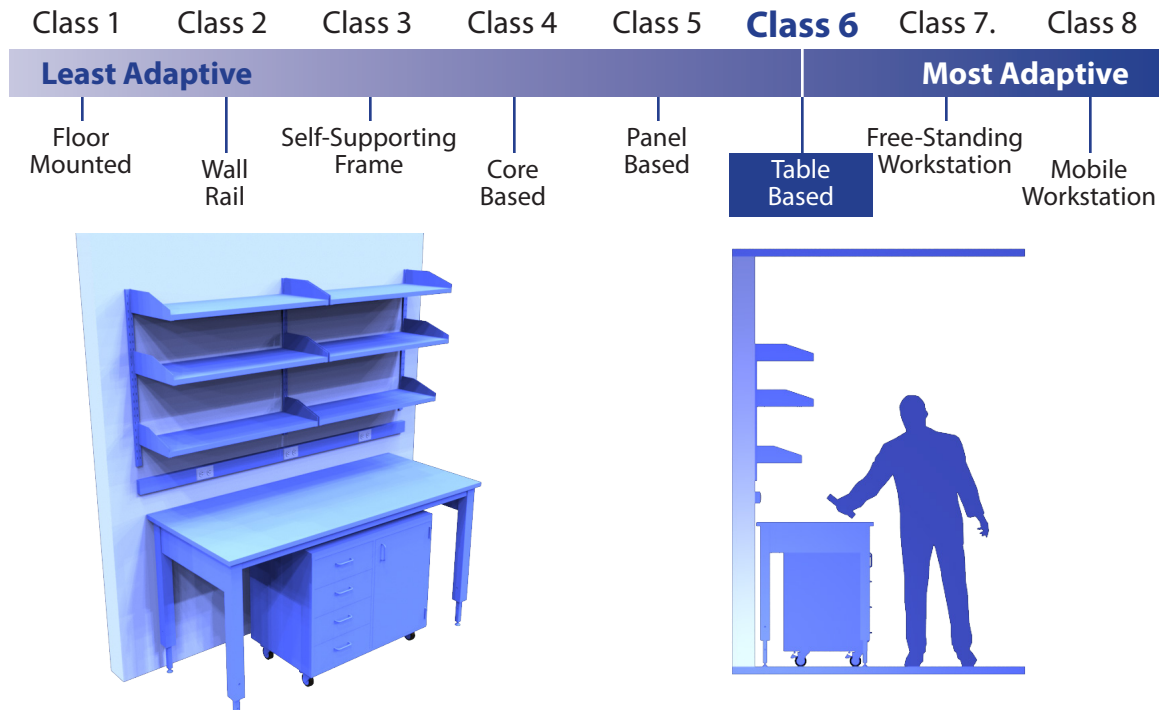 Class 1 Class 2 Class 3 Class 4 Class 5 Class 6 Class 7. Class 8
Least Adaptive Most Adaptive
Floor
Mounted
Wall
Rail
Self-Supporting
Frame
Core
Based
Panel
Based
Table
Based
Free-Standing
Workstation
Mobile
Workstation